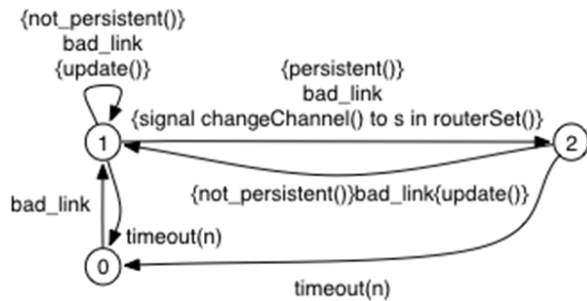 {not_persistent()}
bad_link
{update()}
{persistent()}
bad_link
{signal changeChannel() to s in routerSet()}
1
2
{not_persistent()}bad_link{update()}
bad_link
timeout(n)
0
timeout(n)